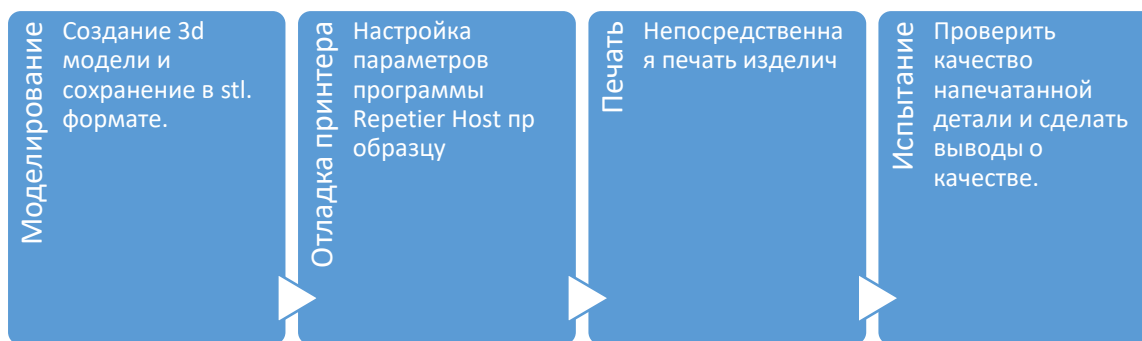 Моделирование
Создание 3d
модели и
сохранение в stl.
формате.
Отладка принтера
Настройка
параметров
программы
Repetier Host пр
образцу
Печать
Непосредственна
я печать изделич
Испытание
Проверить
качество
напечатанной
детали и сделать
выводы о
качестве.